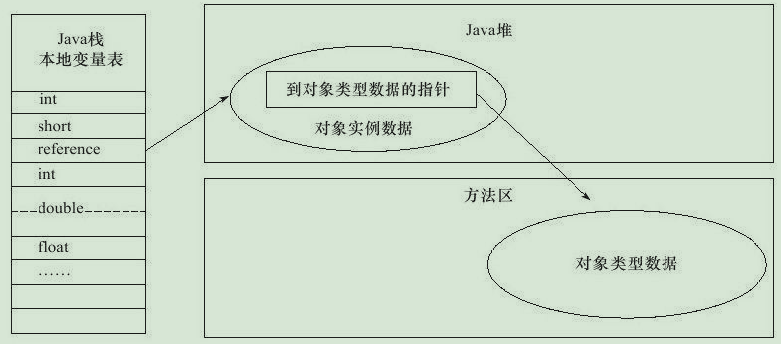 Java栈
本地变量表
int
short
reference
int
double
float
……
Java堆
到对象类型数据的指针
对象实例数据
方法区
对象类型数据